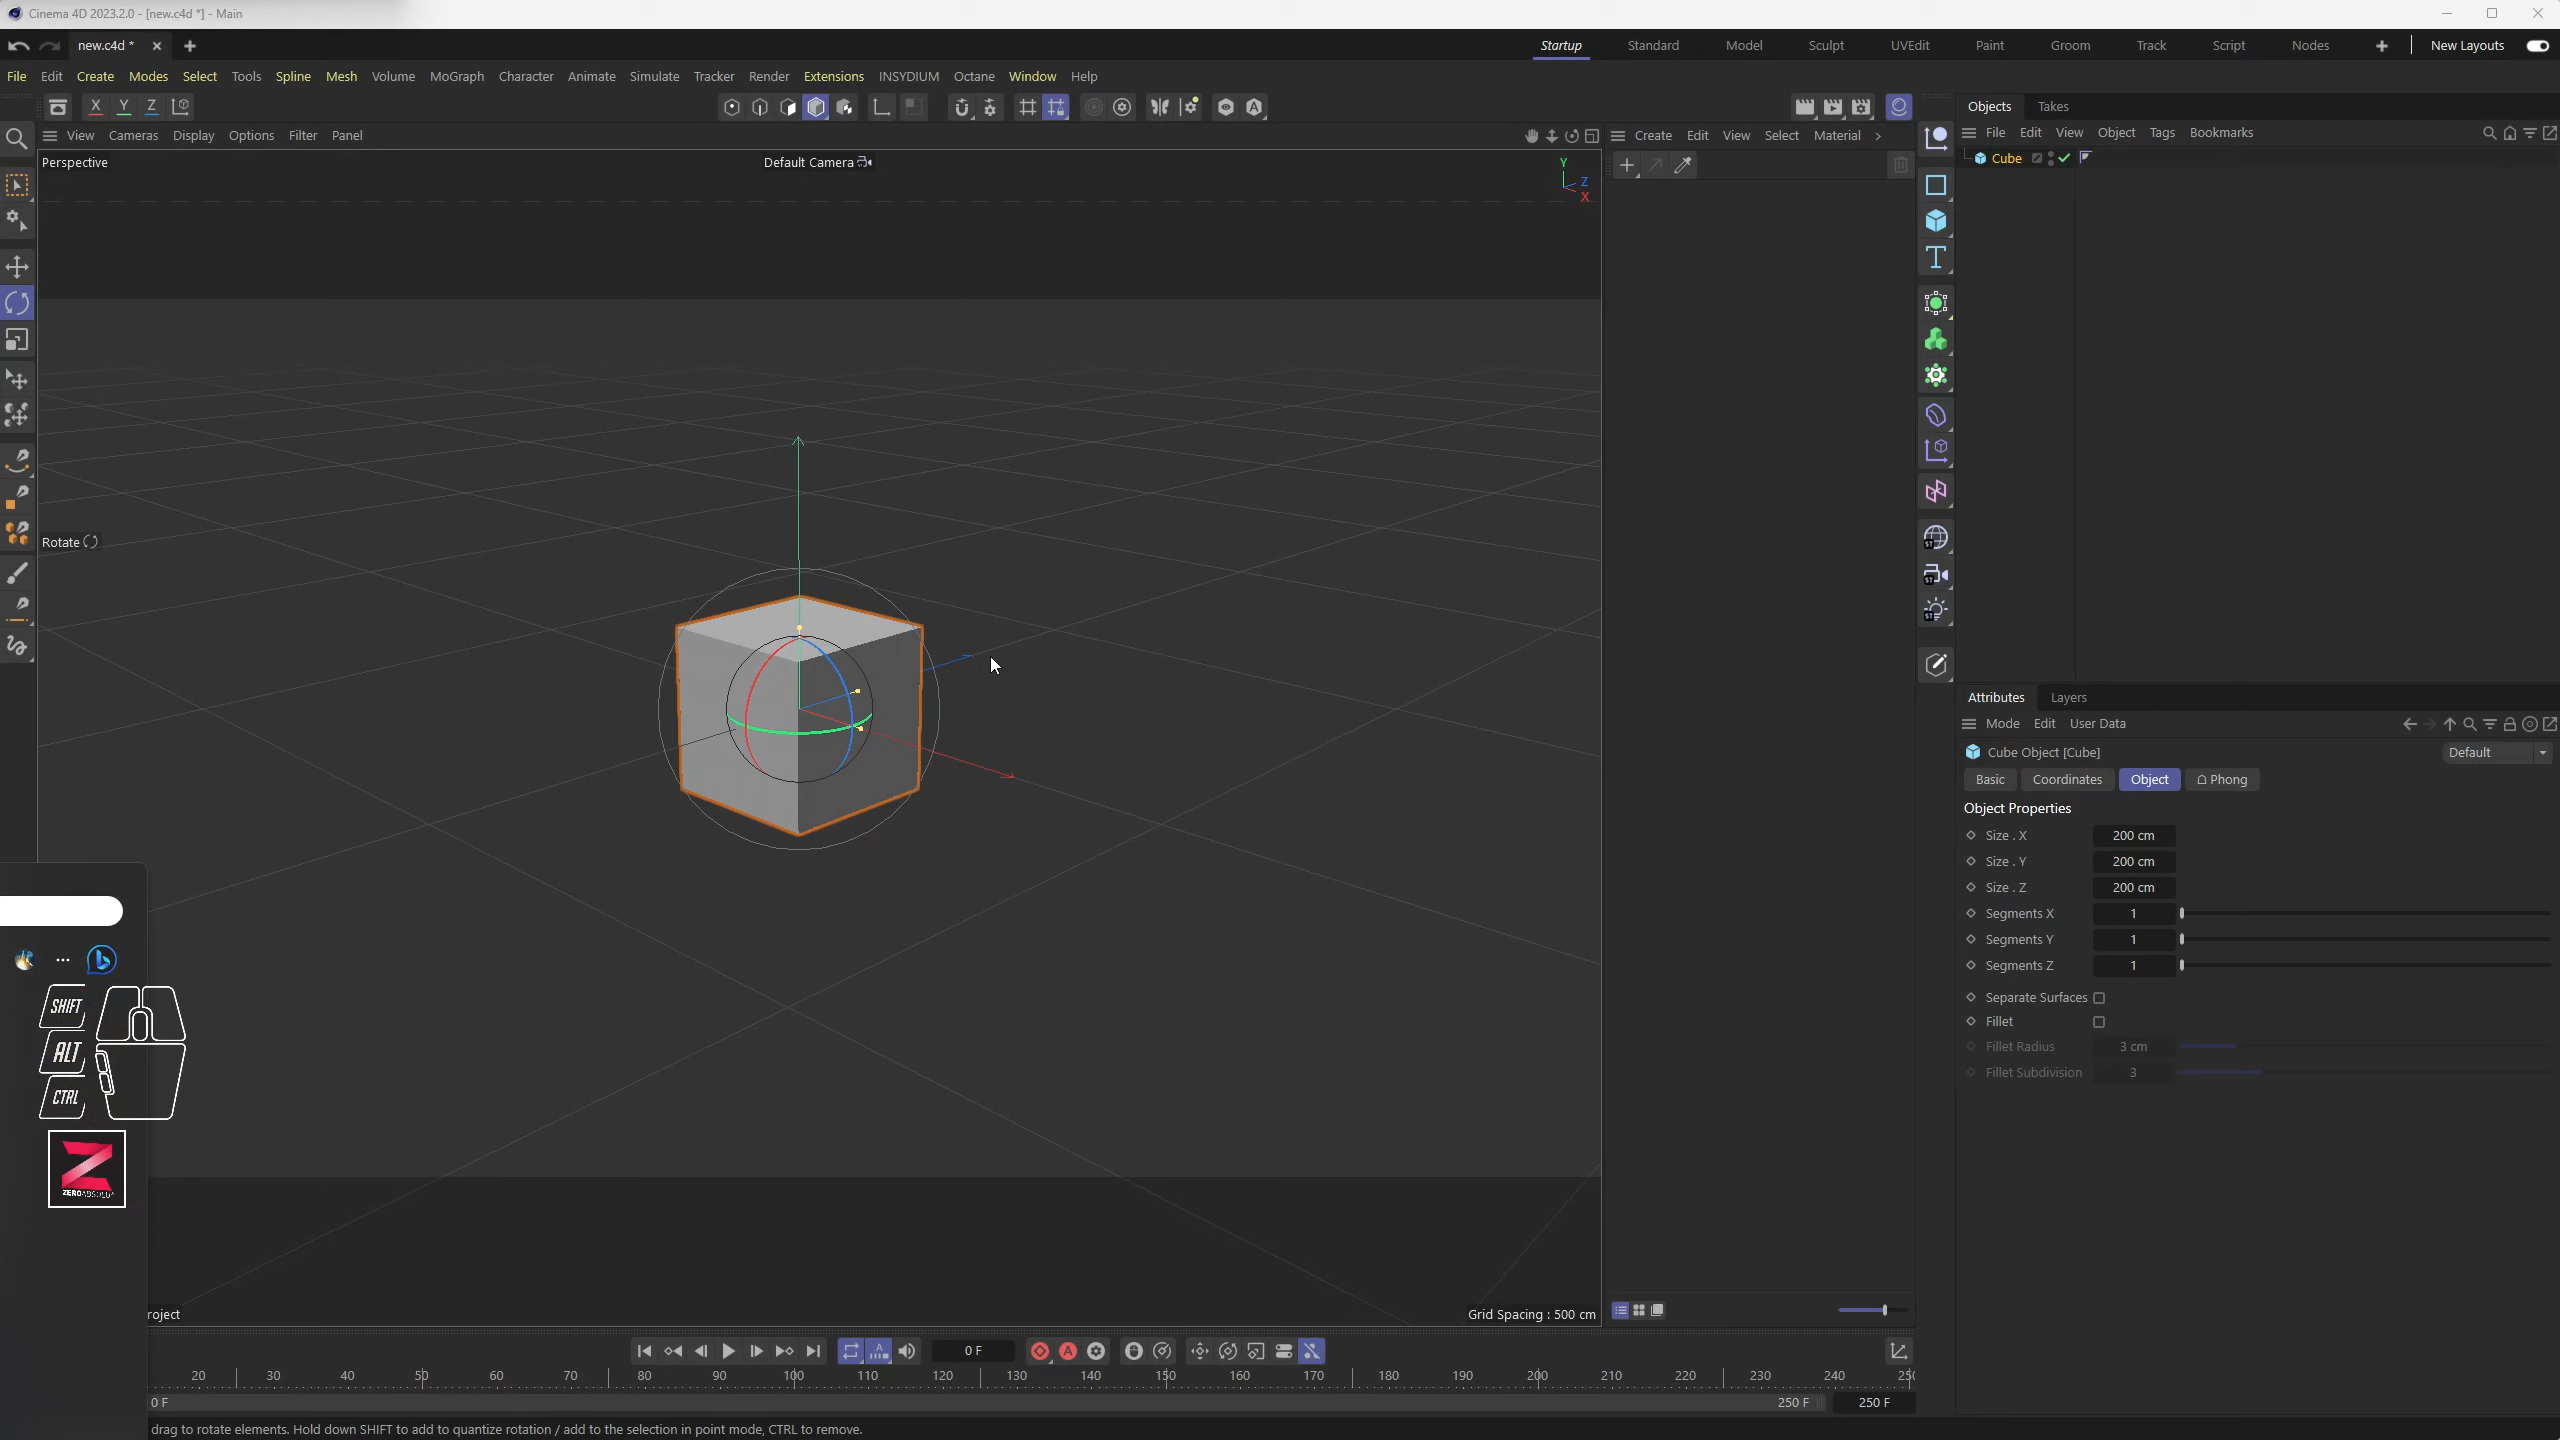 Cinema 4D 2023.2.0 - [new.c4d *] - Main
new.c4d *
Startup Standard Model Sculpt UVEdit Paint Groom Track Script Nodes New Layouts
File Edit Create Modes Select Tools Spline Mesh Volume MoGraph Character Animate Simulate Tracker Render Extensions INSYDIUM Octane Window Help
X Y Z
View Cameras Display Options Filter Panel
Create Edit View Select Material
Objects Takes
File Edit View Object Tags Bookmarks
Perspective
Default Camera
Y
Z
X
Cube
Rotate
Attributes Layers
Mode Edit User Data
Cube Object [Cube]
Default
Basic Coordinates Object Phong
Object Properties
Size . X 200 cm
Size . Y 200 cm
Size . Z 200 cm
Segments X 1
Segments Y 1
Segments Z 1
Separate Surfaces
Fillet
Fillet Radius 3 cm
Fillet Subdivision 3
SHIFT
ALT
CTRL
ZEROABSOLU
roject
Grid Spacing : 500 cm
0 F
20 30 40 50 60 70 80 90 100 110 120 130 140 150 160 170 180 190 200 210 220 230 240 25
0 F 250 F 250 F
drag to rotate elements. Hold down SHIFT to add to quantize rotation / add to the selection in point mode, CTRL to remove.